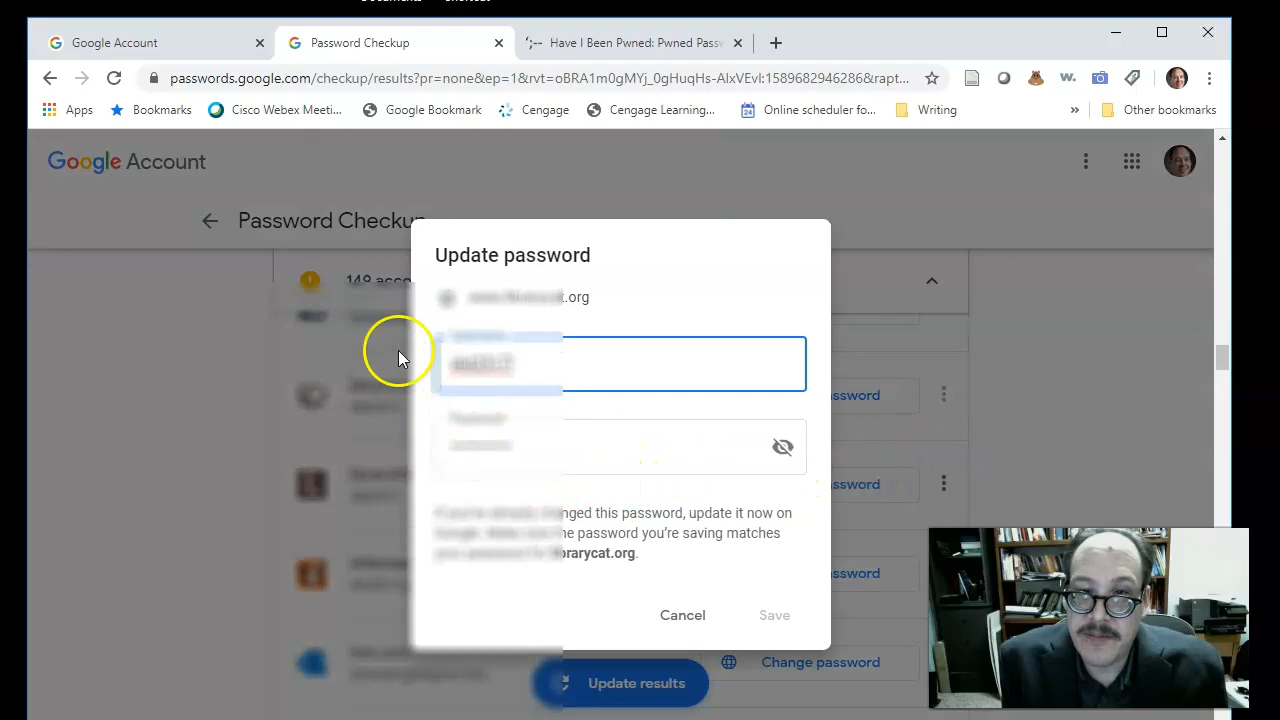 Google Account
Password Checkup
Have I Been Pwned: Pwned Pass
passwords.google.com/checkup/results?pr=none&ep=1&rvt=oBRA1m0gMYj_0gHuqHs-AlxVEvI:1589682946286&rapt...
Apps
Bookmarks
Cisco Webex Meeti...
Google Bookmark
Cengage
Cengage Learning...
Online scheduler fo...
Writing
»
Other bookmarks
Google Account
Password Checkup
Update password
.org
nged this password, update it now on
he password you're saving matches
brarycat.org.
Cancel
Save
ssword
ssword
ssword
Change password
Update results